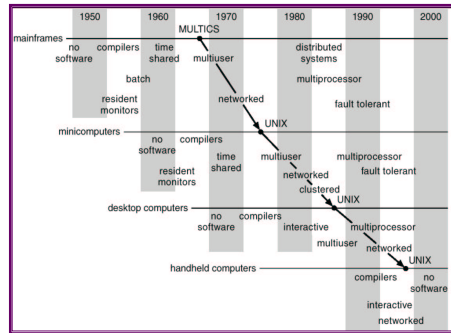 1950 1960 1970 1980 1990 2000
MULTICS
mainframes
no software compilers time shared multiuser distributed systems
batch multiprocessor
resident monitors networked fault tolerant
UNIX
minicomputers
no software compilers
time shared multiuser multiprocessor
resident monitors networked fault tolerant
clustered
UNIX
desktop computers
no software compilers
interactive multiprocessor
multiuser networked
UNIX
handheld computers
compilers no software
interactive
networked